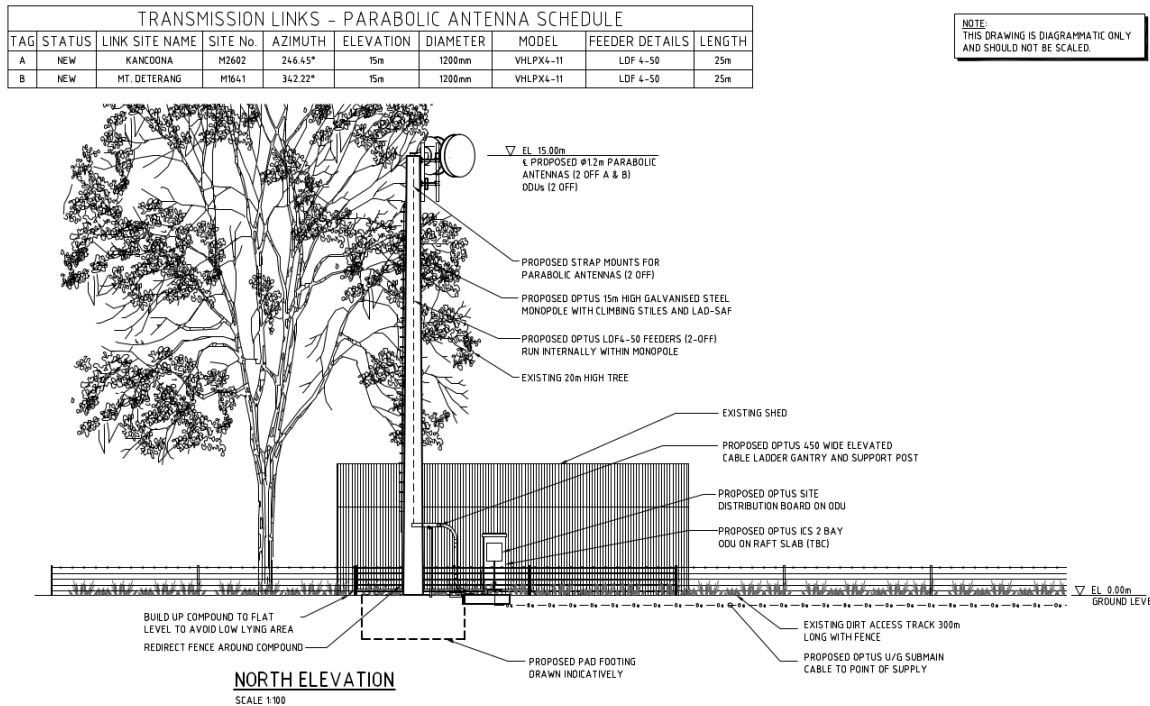 TRANSMISSION LINKS - PARABOLIC ANTENNA SCHEDULE
TAG STATUS LINK SITE NAME SITE No. AZIMUTH ELEVATION DIAMETER MODEL FEEDER DETAILS LENGTH
A NEW KANCOONA M2602 246.45° 15m 1200mm VHLPX4-11 LDF 4-50 25m
B NEW MT. DETERANG M1641 342.22° 15m 1200mm VHLPX4-11 LDF 4-50 25m
NOTE:
THIS DRAWING IS DIAGRAMMATIC ONLY
AND SHOULD NOT BE SCALED.
EL 15.00m
℄ PROPOSED Ø1.2m PARABOLIC
ANTENNAS (2 OFF A & B)
ODUs (2 OFF)
PROPOSED STRAP MOUNTS FOR
PARABOLIC ANTENNAS (2 OFF)
PROPOSED OPTUS 15m HIGH GALVANISED STEEL
MONOPOLE WITH CLIMBING STILES AND LAD-SAF
PROPOSED OPTUS LDF4-50 FEEDERS (2-OFF)
RUN INTERNALLY WITHIN MONOPOLE
EXISTING 20m HIGH TREE
EXISTING SHED
PROPOSED OPTUS 450 WIDE ELEVATED
CABLE LADDER GANTRY AND SUPPORT POST
PROPOSED OPTUS SITE
DISTRIBUTION BOARD ON ODU
PROPOSED OPTUS ICS 2 BAY
ODU ON RAFT SLAB (TBC)
EL 0.00m
GROUND LEVE
BUILD UP COMPOUND TO FLAT
LEVEL TO AVOID LOW LYING AREA
REDIRECT FENCE AROUND COMPOUND
EXISTING DIRT ACCESS TRACK 300m
LONG WITH FENCE
PROPOSED OPTUS U/G SUBMAIN
CABLE TO POINT OF SUPPLY
PROPOSED PAD FOOTING
DRAWN INDICATIVELY
NORTH ELEVATION
SCALE 1:100